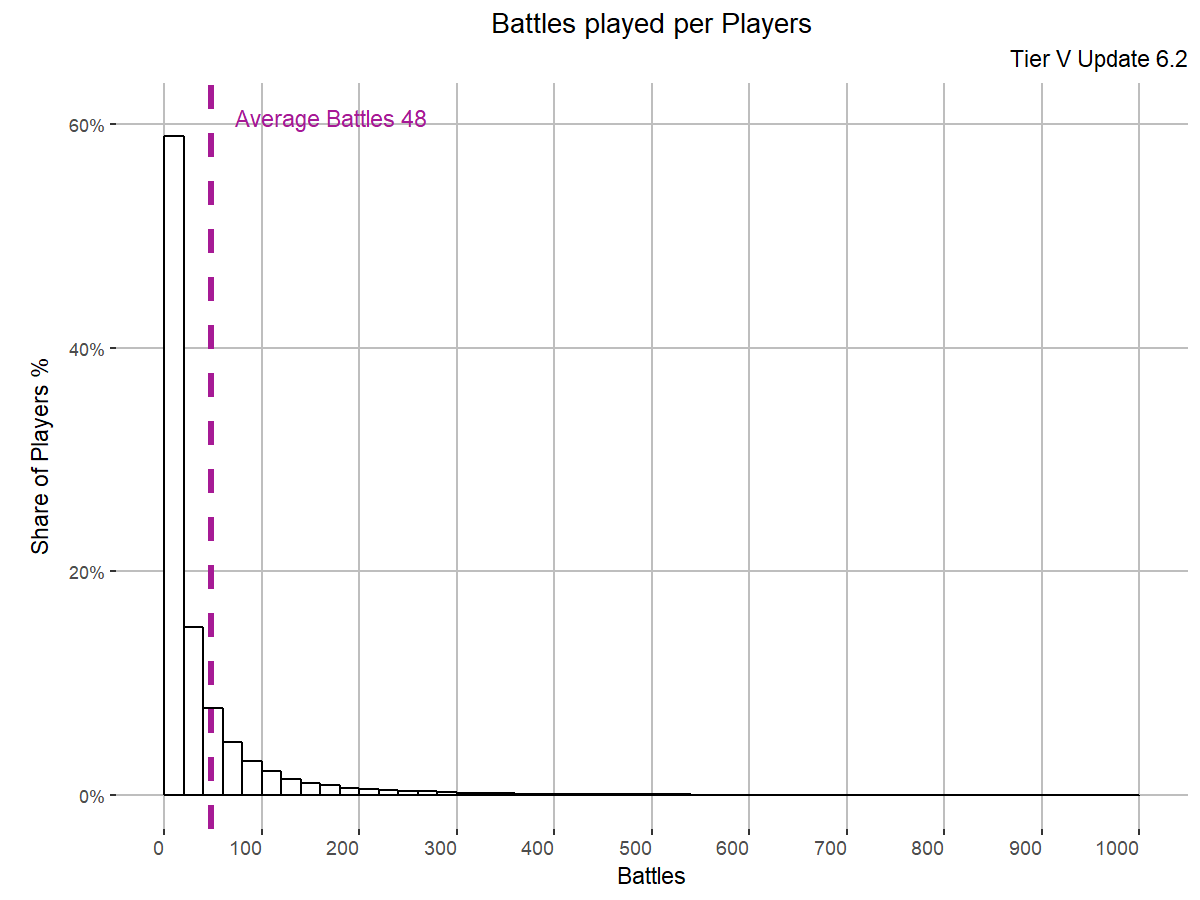 Battles played per Players
Tier V Update 6.2
Average Battles 48
60%
40%
20%
0%
Share of Players %
0 100 200 300 400 500 600 700 800 900 1000
Battles